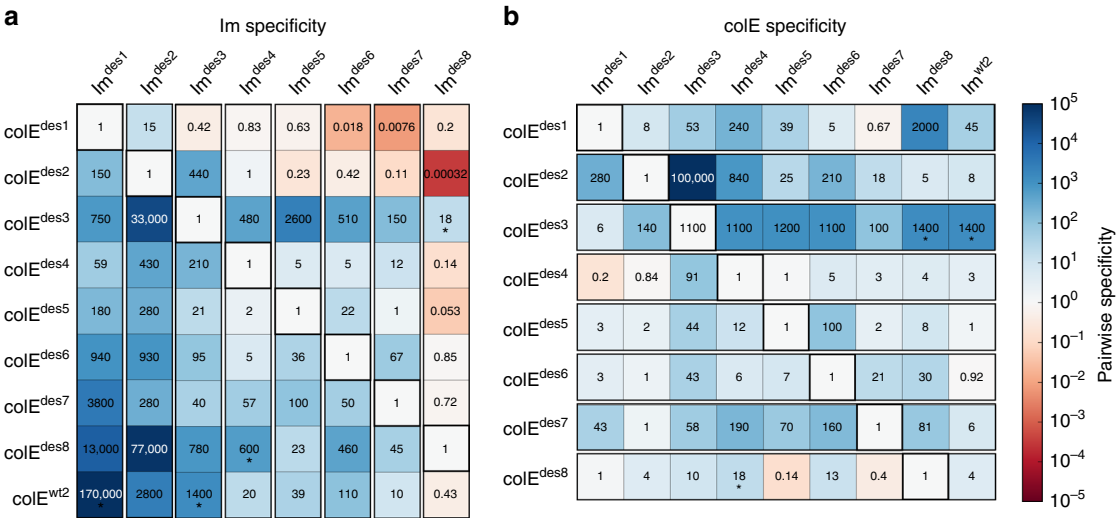 a
Im specificity
Im^des1 Im^des2 Im^des3 Im^des4 Im^des5 Im^des6 Im^des7 Im^des8
colE^des1 1 15 0.42 0.83 0.63 0.018 0.0076 0.2
colE^des2 150 1 440 1 0.23 0.42 0.11 0.00032
colE^des3 750 33,000 1 480 2600 510 150 18
*
colE^des4 59 430 210 1 5 5 12 0.14
colE^des5 180 280 21 2 1 22 1 0.053
colE^des6 940 930 95 5 36 1 67 0.85
colE^des7 3800 280 40 57 100 50 1 0.72
colE^des8 13,000 77,000 780 600 23 460 45 1
*
colE^wt2 170,000 2800 1400 20 39 110 10 0.43
* *
b
colE specificity
Im^des1 Im^des2 Im^des3 Im^des4 Im^des5 Im^des6 Im^des7 Im^des8 Im^wt2
colE^des1 1 8 53 240 39 5 0.67 2000 45
colE^des2 280 1 100,000 840 25 210 18 5 8
colE^des3 6 140 1100 1100 1200 1100 100 1400 1400
* *
colE^des4 0.2 0.84 91 1 1 6 3 4 3
colE^des5 3 2 44 12 1 100 2 8 1
colE^des6 3 1 43 6 7 1 21 30 0.92
colE^des7 43 1 58 190 70 160 1 81 6
colE^des8 1 4 10 18 0.14 13 0.4 1 4
*
10^5
10^4
10^3
10^2
10^1
10^0
10^−1
10^−2
10^−3
10^−4
10^−5
Pairwise specificity